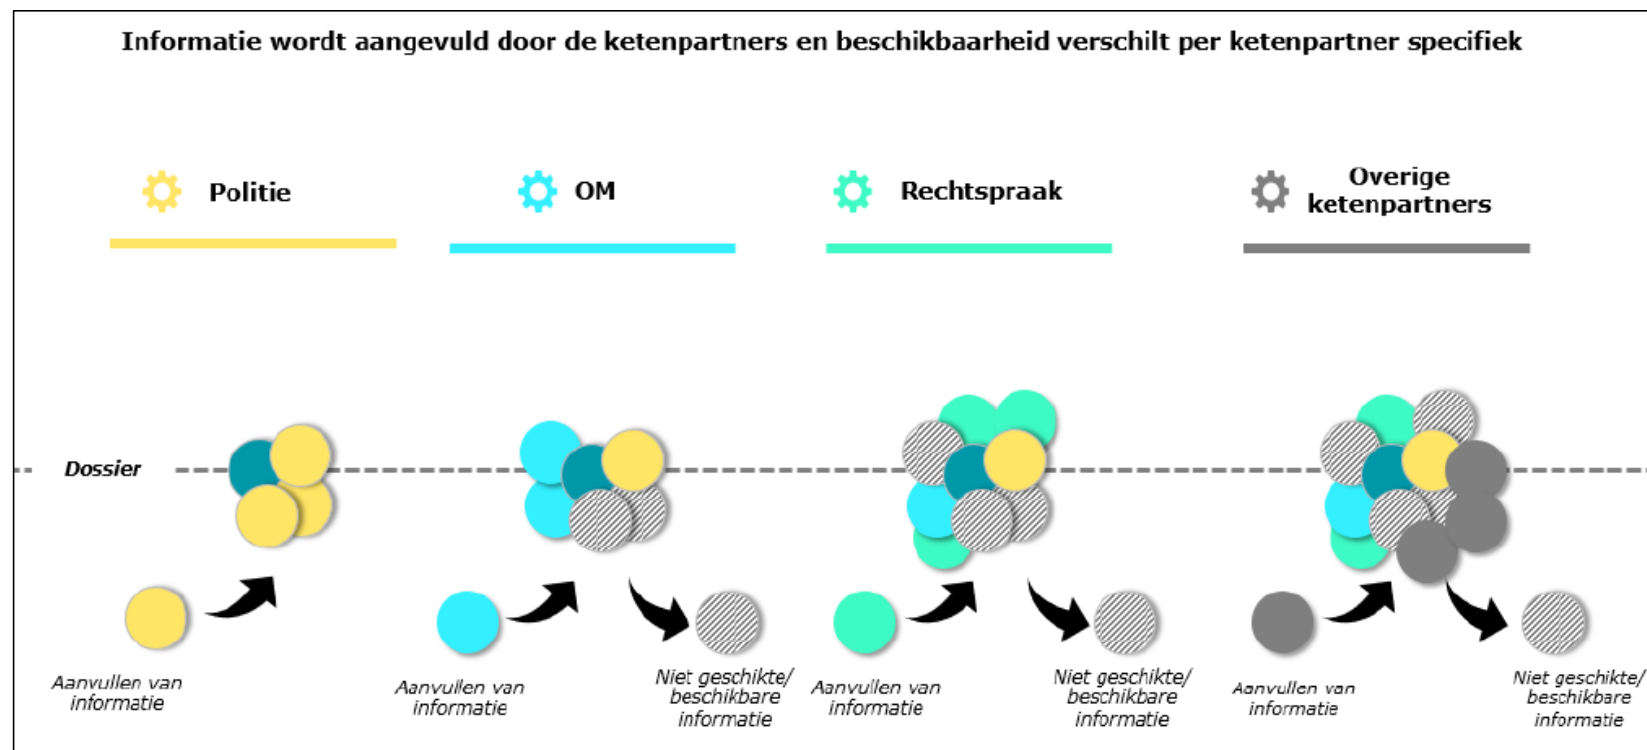 Informatie wordt aangevuld door de ketenpartners en beschikbaarheid verschilt per ketenpartner specifiek
Politie
OM
Rechtspraak
Overige
ketenpartners
Dossier
Aanvullen van
informatie
Aanvullen van
informatie
Niet geschikte/
beschikbare
informatie
Aanvullen van
informatie
Niet geschikte/
beschikbare
informatie
Aanvullen van
informatie
Niet geschikte/
beschikbare
informatie